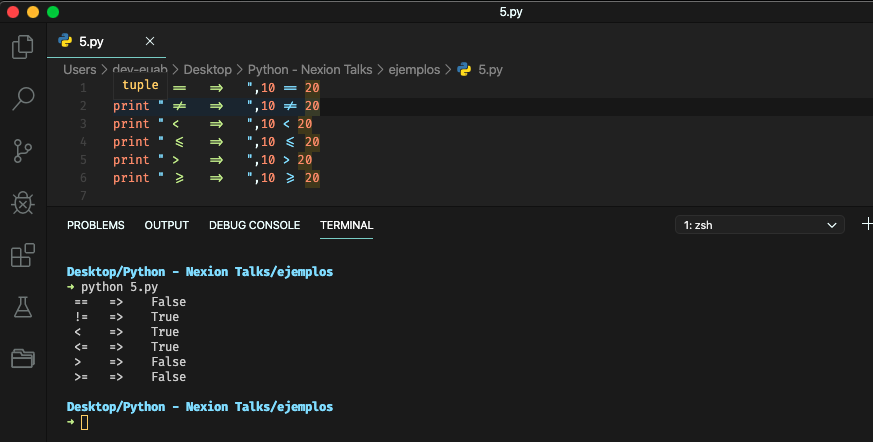 5.py
5.py ×
Users > dev-euab > Desktop > Python - Nexion Talks > ejemplos > 5.py
tuple
1 == => ",10 == 20
2 print " != => ",10 != 20
3 print " < => ",10 < 20
4 print " <= => ",10 <= 20
5 print " > => ",10 > 20
6 print " >= => ",10 >= 20
7
PROBLEMS OUTPUT DEBUG CONSOLE TERMINAL 1: zsh
Desktop/Python - Nexion Talks/ejemplos
➜ python 5.py
== => False
!= => True
< => True
<= => True
> => False
>= => False
Desktop/Python - Nexion Talks/ejemplos
➜